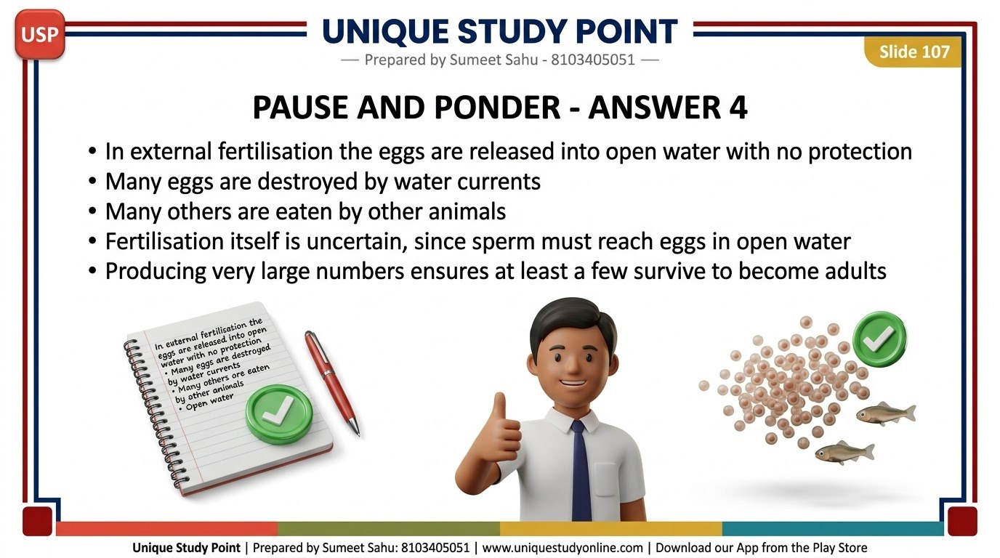 USP
UNIQUE STUDY POINT
— Prepared by Sumeet Sahu - 8103405051 —
Slide 107
PAUSE AND PONDER - ANSWER 4
• In external fertilisation the eggs are released into open water with no protection
• Many eggs are destroyed by water currents
• Many others are eaten by other animals
• Fertilisation itself is uncertain, since sperm must reach eggs in open water
• Producing very large numbers ensures at least a few survive to become adults
In external fertilisation the
eggs are released into open
water with no protection
• Many eggs are destroyed
by water currents
• Many others are eaten
by other animals
• Open water
Unique Study Point | Prepared by Sumeet Sahu: 8103405051 | www.uniquestudyonline.com | Download our App from the Play Store